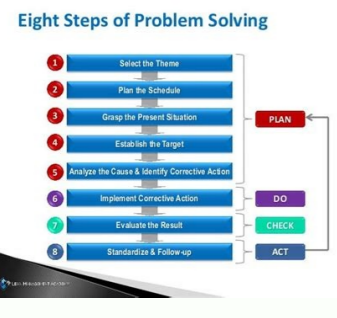 Eight Steps of Problem Solving
1 Select the Theme
2 Plan the Schedule
3 Grasp the Present Situation PLAN
4 Establish the Target
5 Analyze the Cause & Identify Corrective Action
6 Implement Corrective Action DO
7 Evaluate the Result CHECK
8 Standardize & Follow-up ACT